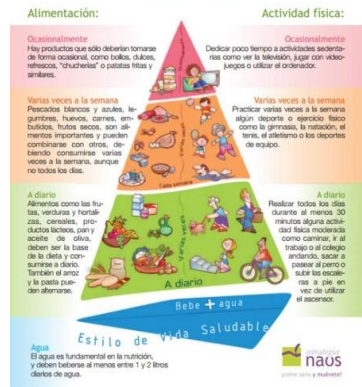 Alimentación:
Actividad física:
Ocasionalmente
Hay productos que sólo deberían tomarse
de forma ocasional, como bollos, dulces,
refrescos, "chucherías" o patatas fritas y
similares.
Ocasionalmente
Dedicar poco tiempo a actividades sedenta-
rias como ver la televisión, jugar con video-
juegos o utilizar el ordenador.
Varias veces a la semana
Pescados blancos y azules, le-
gumbres, huevos, carnes, em-
butidos, frutos secos, son ali-
mentos importantes y pueden
combinarse con otros, de-
biendo consumirse varias
veces a la semana, aunque
no todos los días.
Varias veces a la semana
Practicar varias veces a la semana
algún deporte o ejercicio físico
como la gimnasia, la natación, el
tenis, el atletismo o los deportes
de equipo.
Cada semana
Varias veces
A diario
Alimentos como las fru-
tas, verduras y hortali-
zas, cereales, pro-
ductos lácteos, pan y
aceite de oliva,
deben ser la base
de la dieta y con-
sumirse a diario.
También el arroz
y la pasta pue-
den alternarse.
A diario
Realizar todos los días
durante al menos 30
minutos alguna activi-
dad física moderada
como caminar, ir al
trabajo o al colegio
andando, sacar a
pasear al perro o
subir las escale-
ras a pie en
vez de utilizar
el ascensor.
Varias veces
A diario
Bebe + agua
Estilo de Vida Saludable
Agua
El agua es fundamental en la nutrición,
y deben beberse al menos entre 1 y 2 litros
diarios de agua.
estrategia
naos
¡come sano y muévete!